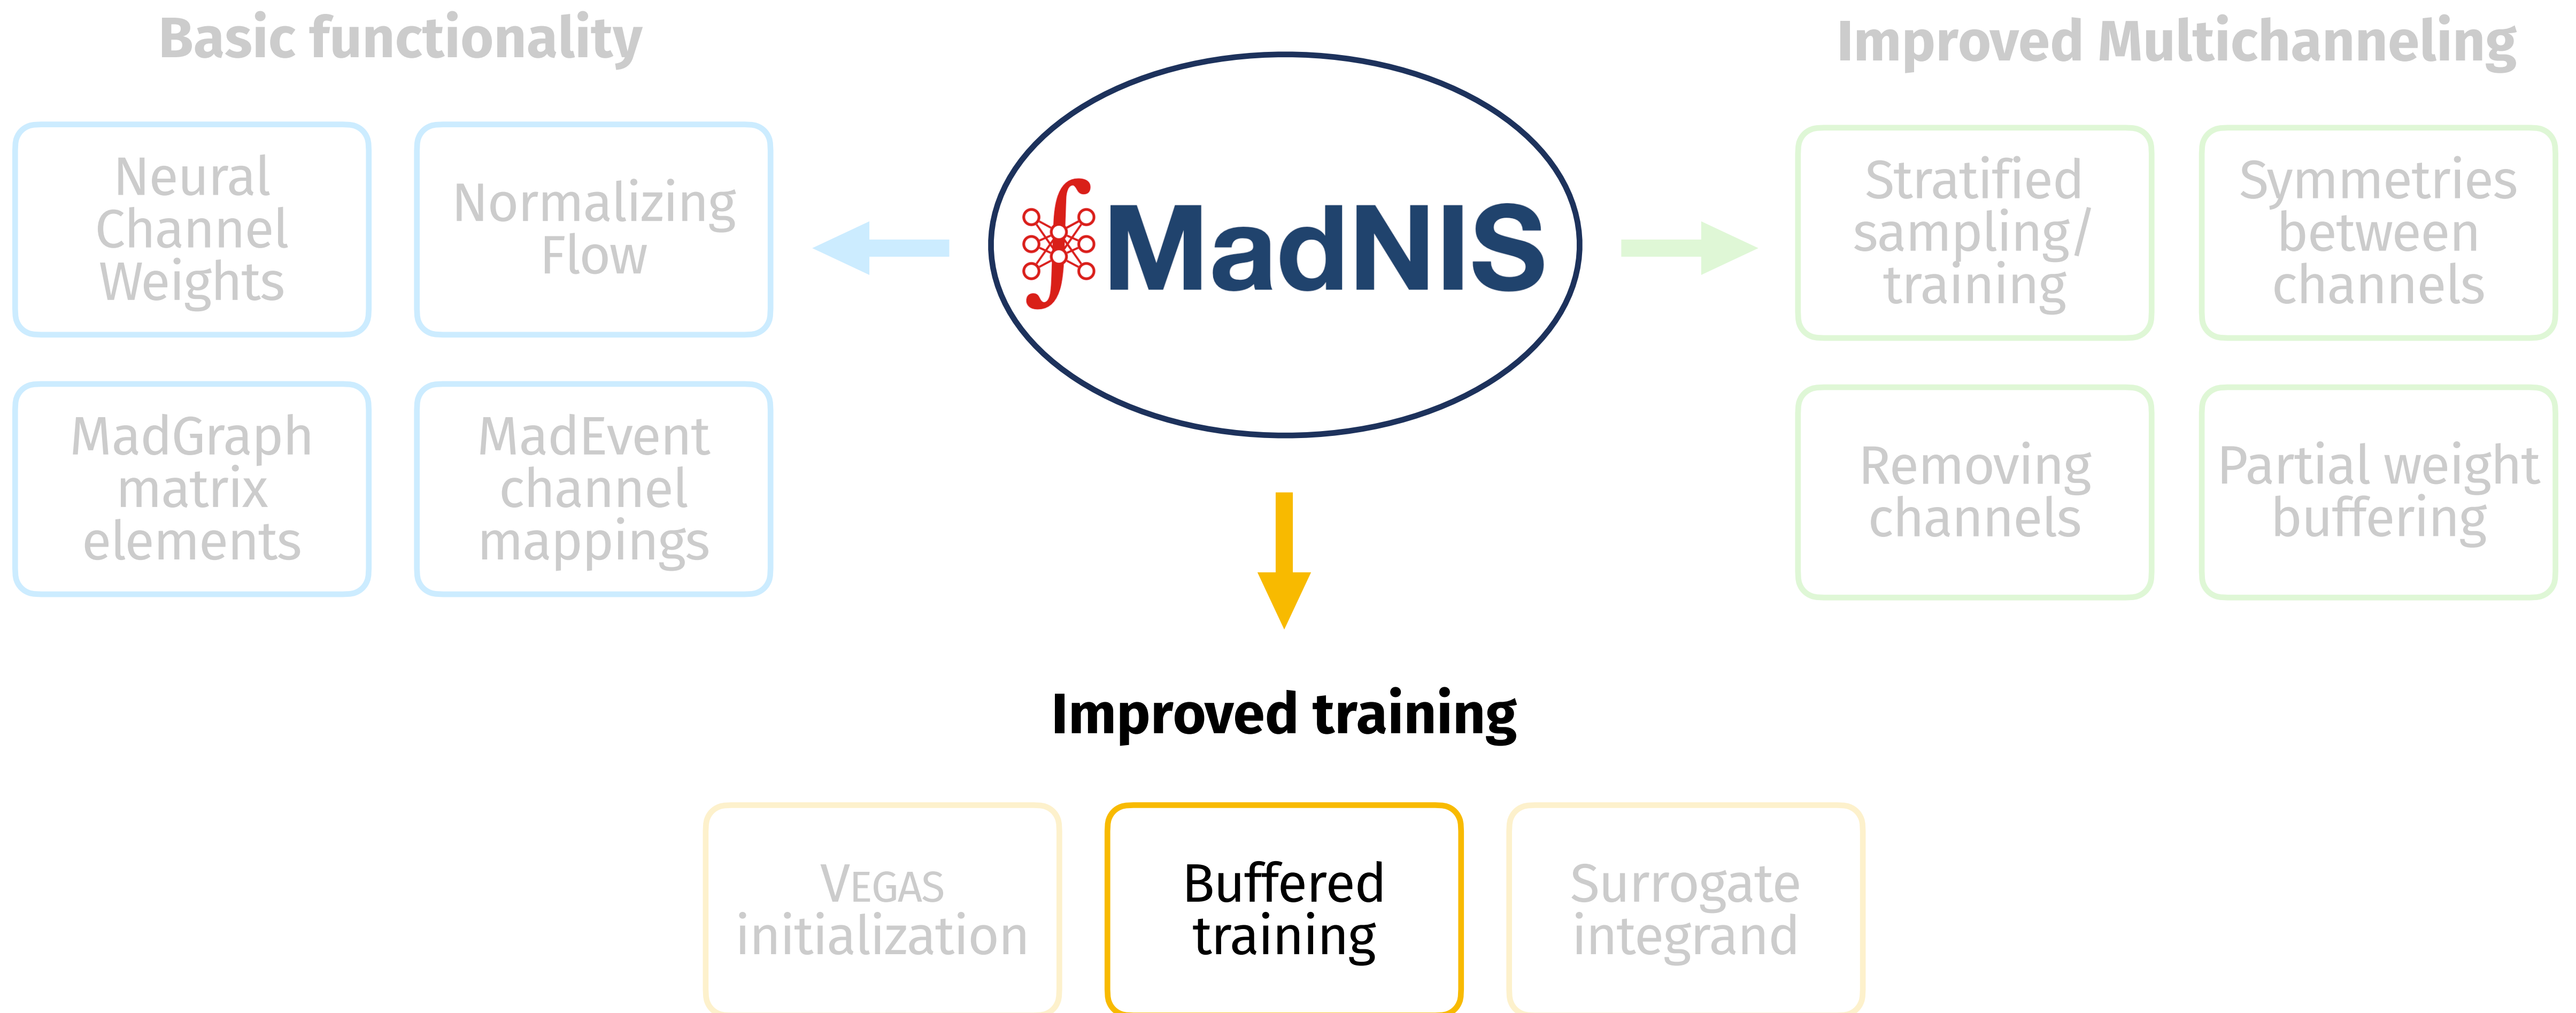 Basic functionality
Neural
Channel
Weights
Normalizing
Flow
MadGraph
matrix
elements
MadEvent
channel
mappings
MadNIS
Improved Multichanneling
Stratified
sampling/
training
Symmetries
between
channels
Removing
channels
Partial weight
buffering
Improved training
VEGAS
initialization
Buffered
training
Surrogate
integrand